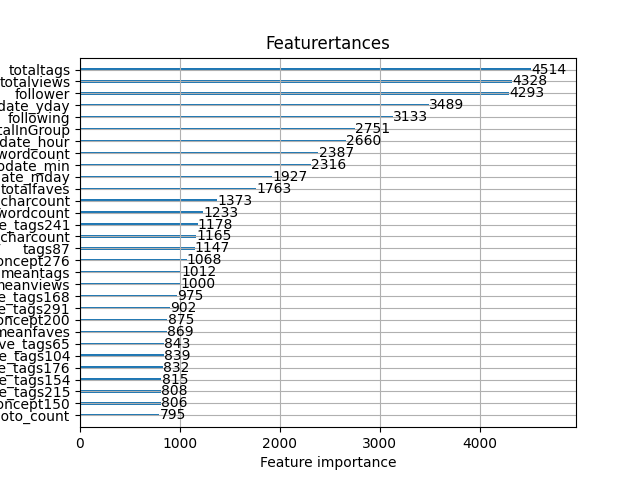 Featurertances
totaltags 4514
totalviews 4328
follower 4293
date_yday 3489
following 3133
talInGroup 2751
date_hour 2660
wordcount 2387
pdate_min 2316
ate_mday 1927
totalfaves 1763
charcount 1373
wordcount 1233
e_tags241 1178
charcount 1165
tags87 1147
oncept276 1068
meantags 1012
meanviews 1000
e_tags168 975
e_tags291 902
oncept200 875
meanfaves 869
ve_tags65 843
e_tags104 839
e_tags176 832
e_tags154 815
e_tags215 808
oncept150 806
oto_count 795
0 1000 2000 3000 4000
Feature importance